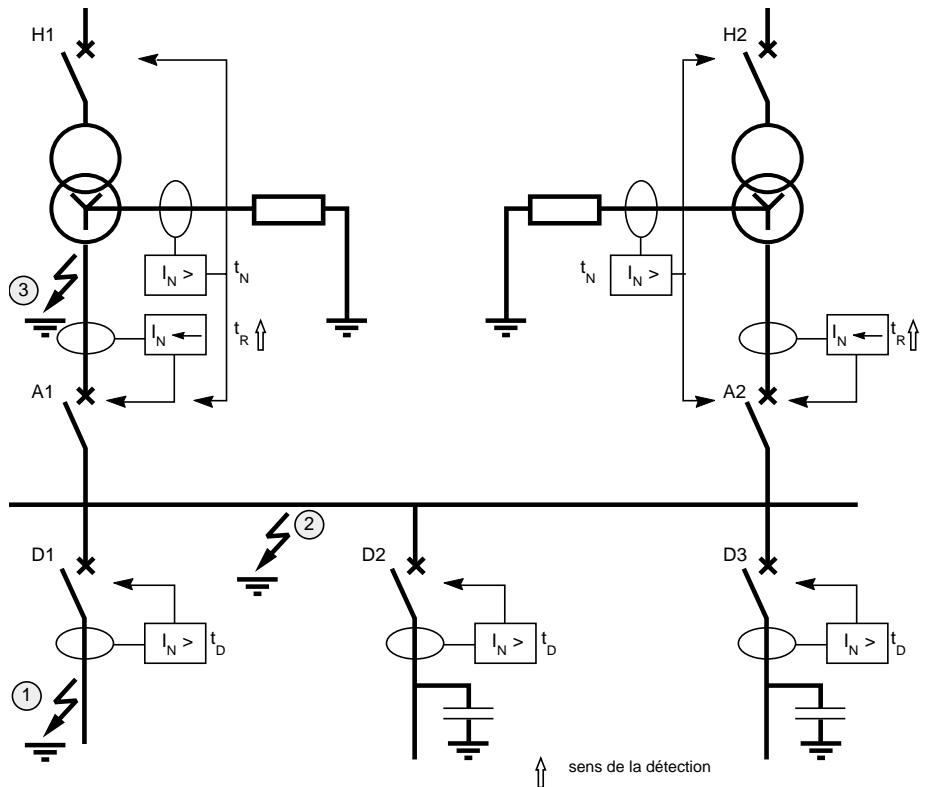 H1
H2
I_N >
t_N
t_N
I_N >
3
I_N
t_R
I_N
t_R
A1
A2
2
D1
D2
D3
I_N >
t_D
I_N >
t_D
I_N >
t_D
1
sens de la détection